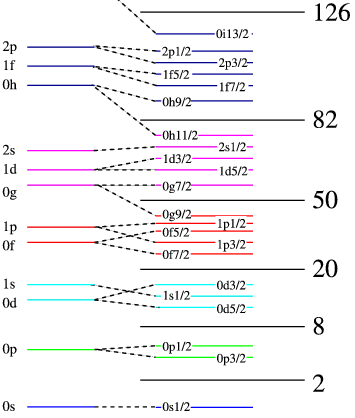 126
0i13/2
2p
2p1/2
2p3/2
1f
1f5/2
0h
1f7/2
0h9/2
82
0h11/2
2s
2s1/2
1d3/2
1d
1d5/2
0g
0g7/2
50
0g9/2
1p
1p1/2
0f5/2
0f
1p3/2
0f7/2
20
1s
0d3/2
1s1/2
0d
0d5/2
8
0p
0p1/2
0p3/2
2
0s
0s1/2